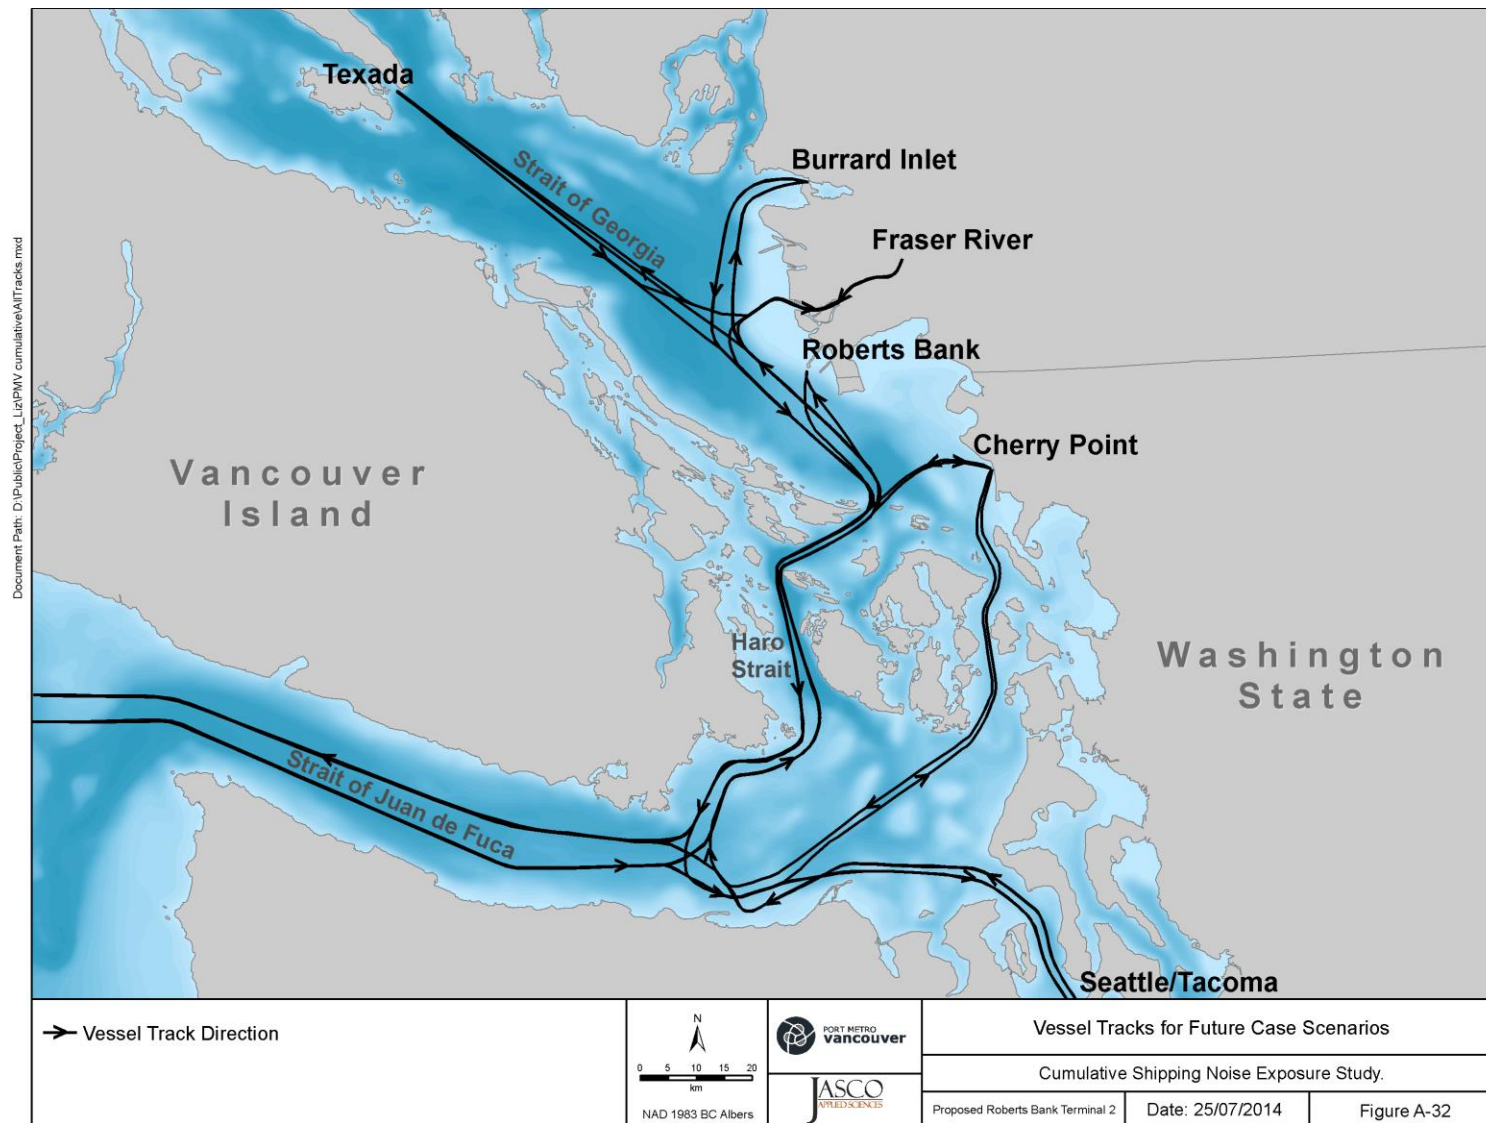 Document Path: D:\Public\Project_Liz\PMV cumulative\AllTracks.mxd
Texada
Burrard Inlet
Strait of Georgia
Fraser River
Roberts Bank
Cherry Point
Vancouver
Island
Haro
Strait
Washington
State
Strait of Juan de Fuca
Seattle/Tacoma
Vessel Track Direction
N
0 5 10 15 20
km
NAD 1983 BC Albers
PORT METRO
vancouver
JASCO
APPLIED SCIENCES
Vessel Tracks for Future Case Scenarios
Cumulative Shipping Noise Exposure Study.
Proposed Roberts Bank Terminal 2
Date: 25/07/2014
Figure A-32